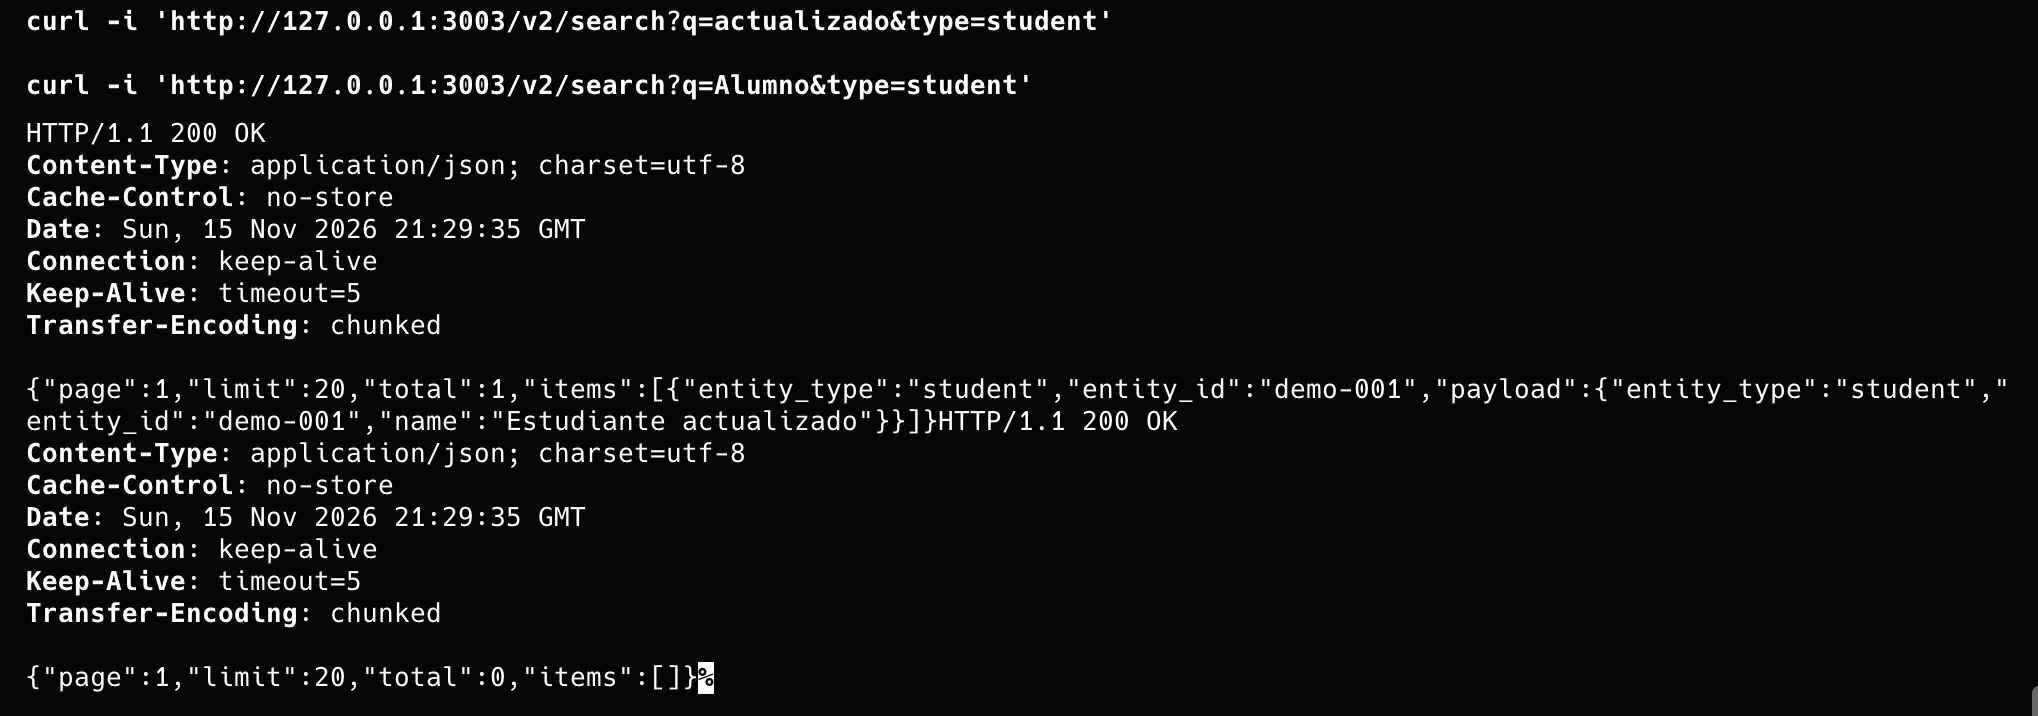 curl -i 'http://127.0.0.1:3003/v2/search?q=actualizado&type=student'
curl -i 'http://127.0.0.1:3003/v2/search?q=Alumno&type=student'
HTTP/1.1 200 OK
Content-Type: application/json; charset=utf-8
Cache-Control: no-store
Date: Sun, 15 Nov 2026 21:29:35 GMT
Connection: keep-alive
Keep-Alive: timeout=5
Transfer-Encoding: chunked
{"page":1,"limit":20,"total":1,"items":[{"entity_type":"student","entity_id":"demo-001","payload":{"entity_type":"student","
entity_id":"demo-001","name":"Estudiante actualizado"}}]}HTTP/1.1 200 OK
Content-Type: application/json; charset=utf-8
Cache-Control: no-store
Date: Sun, 15 Nov 2026 21:29:35 GMT
Connection: keep-alive
Keep-Alive: timeout=5
Transfer-Encoding: chunked
{"page":1,"limit":20,"total":0,"items":[]}%